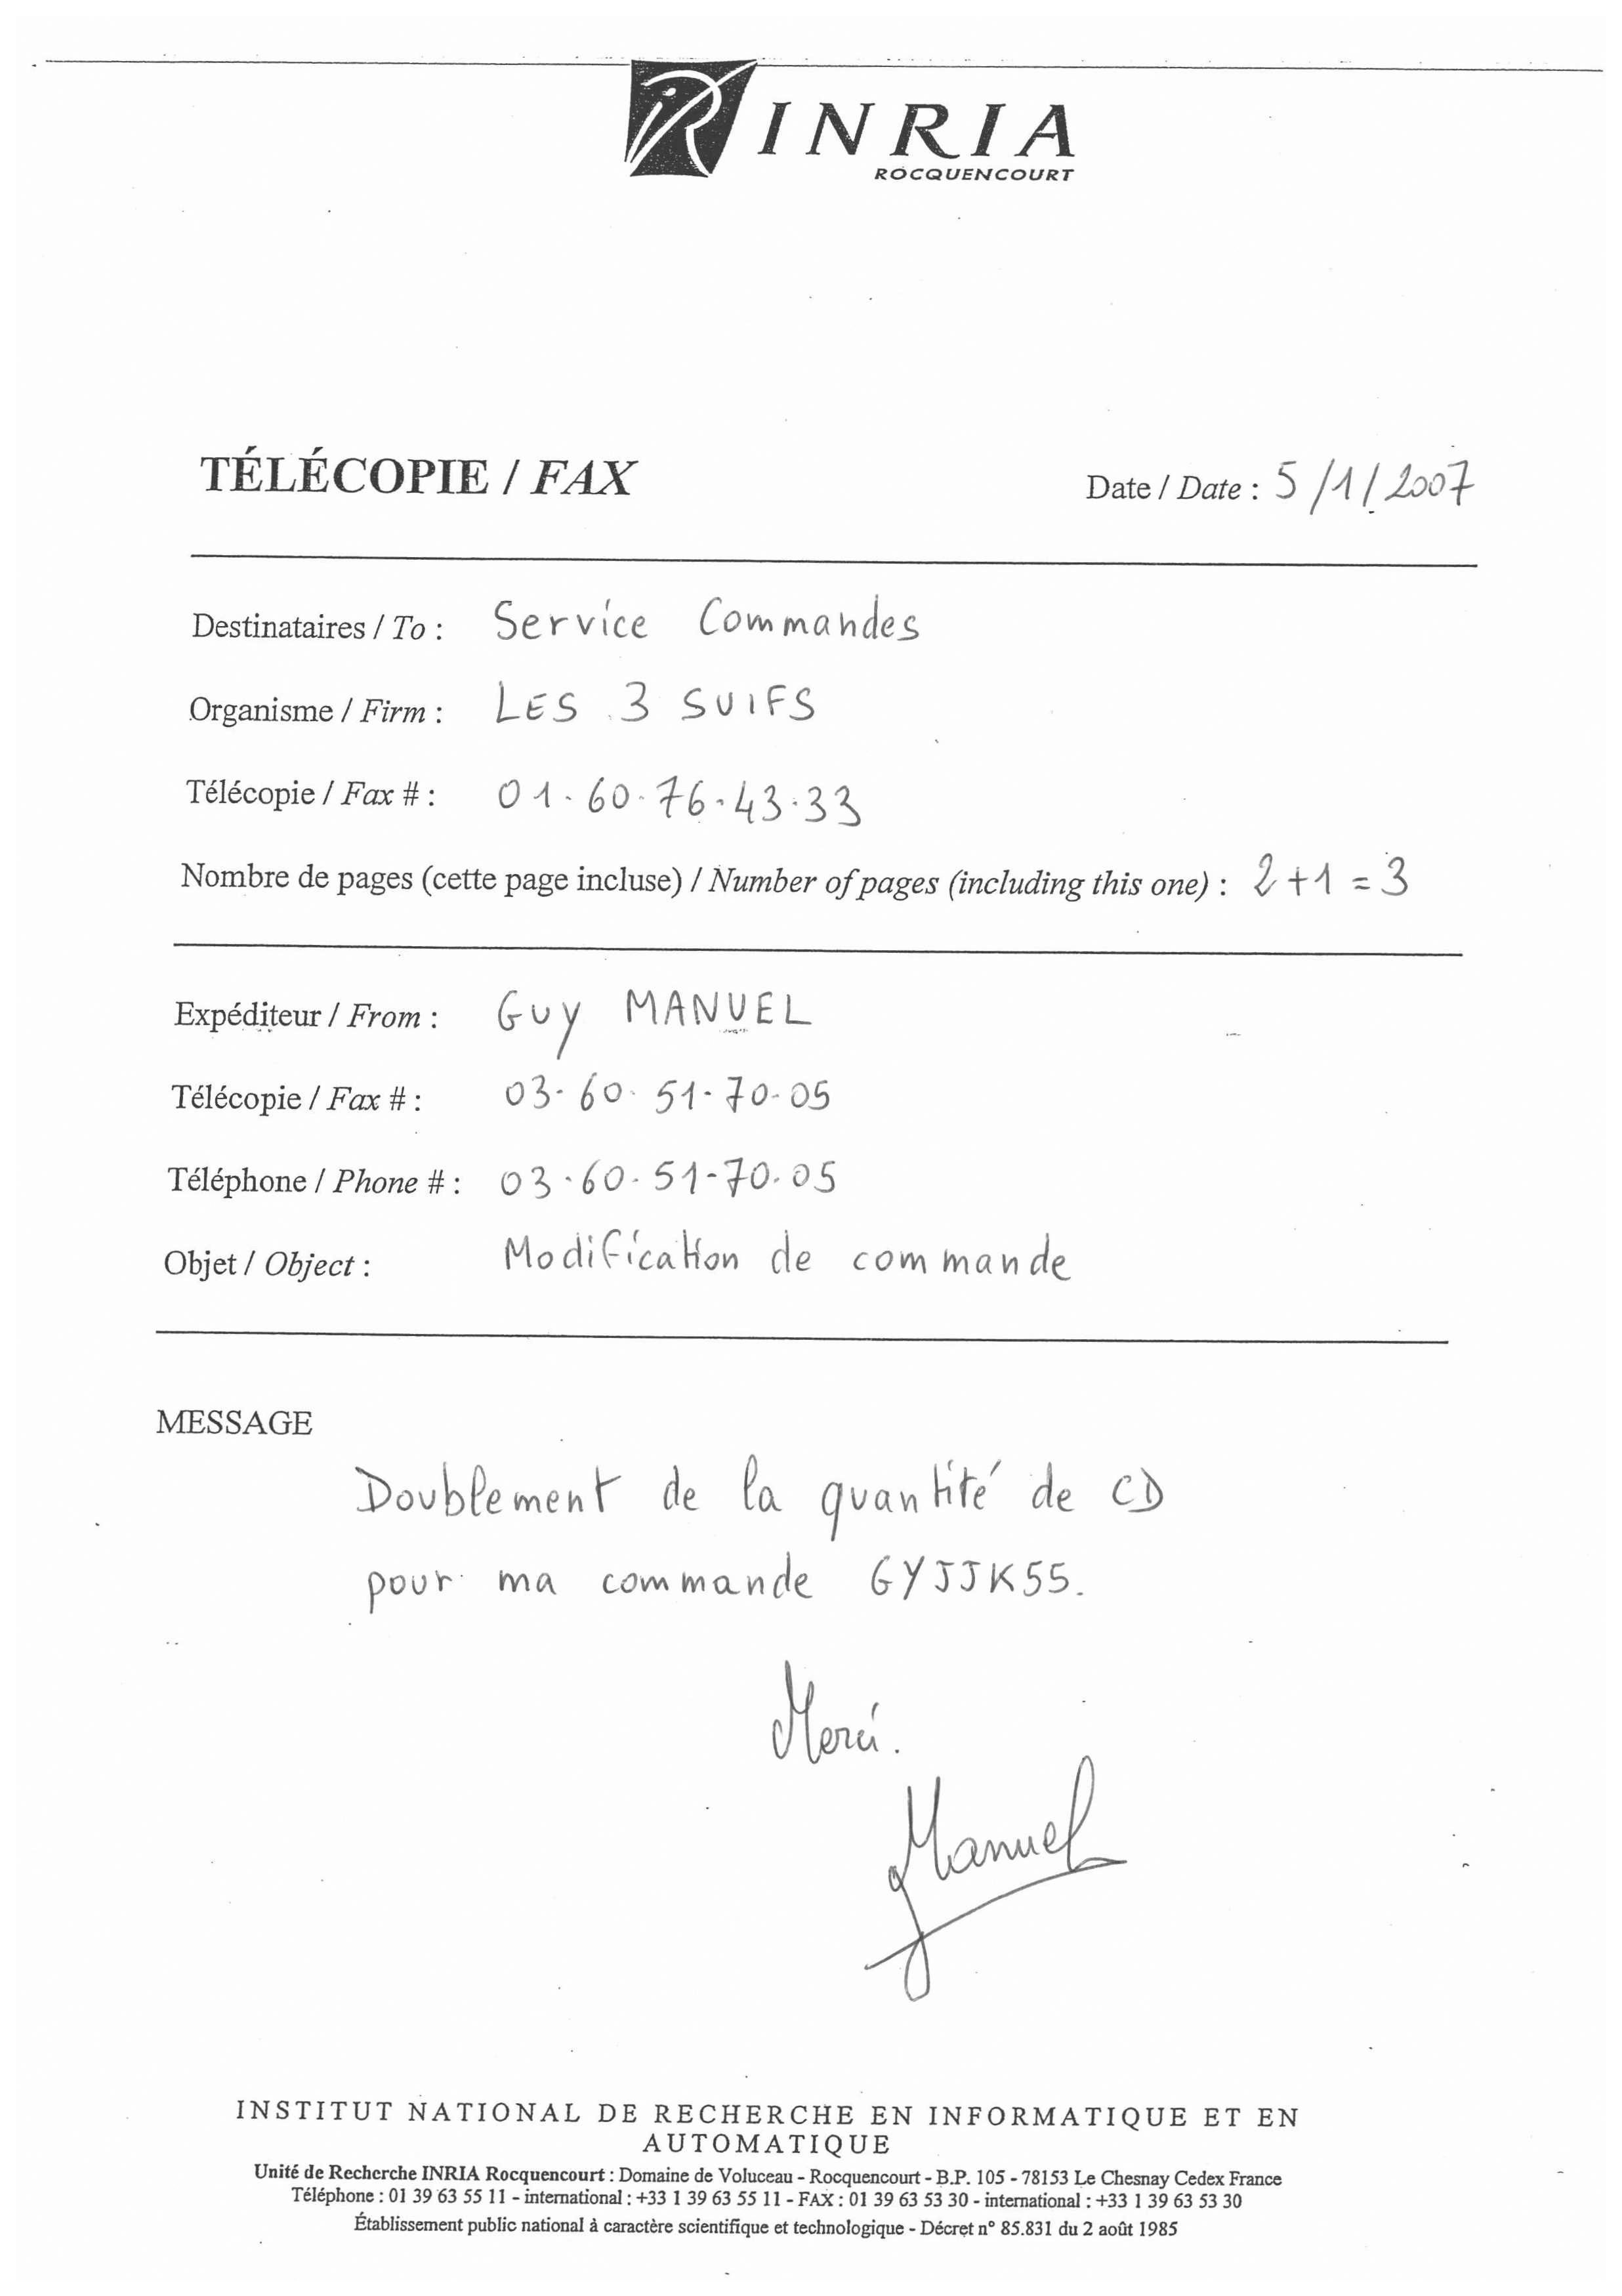 INRIA
ROCQUENCOURT
TÉLÉCOPIE / FAX
Date / Date : 5/1/2007
Destinataires / To : Service Commandes
Organisme / Firm : LES 3 SUIFS
Télécopie / Fax # : 01.60.76.43.33
Nombre de pages (cette page incluse) / Number of pages (including this one) : 2+1=3
Expéditeur / From : Guy MANUEL
Télécopie / Fax # : 03.60.51.70.05
Téléphone / Phone # : 03.60.51.70.05
Objet / Object : Modification de commande
MESSAGE
Doublement de la quantité de CD
pour ma commande GYJJK55.
Merci.
Manuel
INSTITUT NATIONAL DE RECHERCHE EN INFORMATIQUE ET EN
AUTOMATIQUE
Unité de Recherche INRIA Rocquencourt : Domaine de Voluceau - Rocquencourt - B.P. 105 - 78153 Le Chesnay Cedex France
Téléphone : 01 39 63 55 11 - international : +33 1 39 63 55 11 - FAX : 01 39 63 53 30 - international : +33 1 39 63 53 30
Établissement public national à caractère scientifique et technologique - Décret n° 85.831 du 2 août 1985